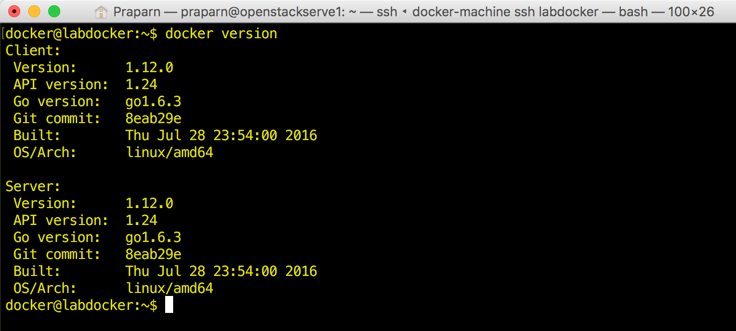 Praparn — praparn@openstackserve1: ~ — ssh ◂ docker-machine ssh labdocker — bash — 100×26
[docker@labdocker:~$ docker version
Client:
 Version:      1.12.0
 API version:  1.24
 Go version:   go1.6.3
 Git commit:   8eab29e
 Built:        Thu Jul 28 23:54:00 2016
 OS/Arch:      linux/amd64

Server:
 Version:      1.12.0
 API version:  1.24
 Go version:   go1.6.3
 Git commit:   8eab29e
 Built:        Thu Jul 28 23:54:00 2016
 OS/Arch:      linux/amd64
docker@labdocker:~$